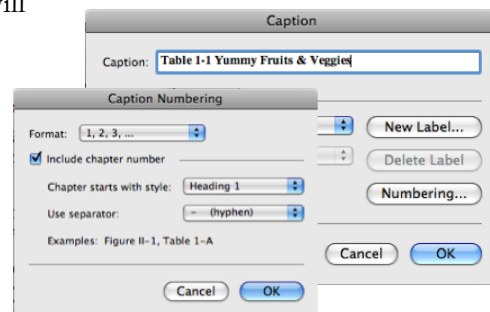 vill
Caption
Caption: Table 1-1 Yummy Fruits & Veggies
New Label...
Delete Label
Numbering...
Cancel OK
Caption Numbering
Format: 1, 2, 3, ...
Include chapter number
Chapter starts with style: Heading 1
Use separator: - (hyphen)
Examples: Figure II-1, Table 1-A
Cancel OK